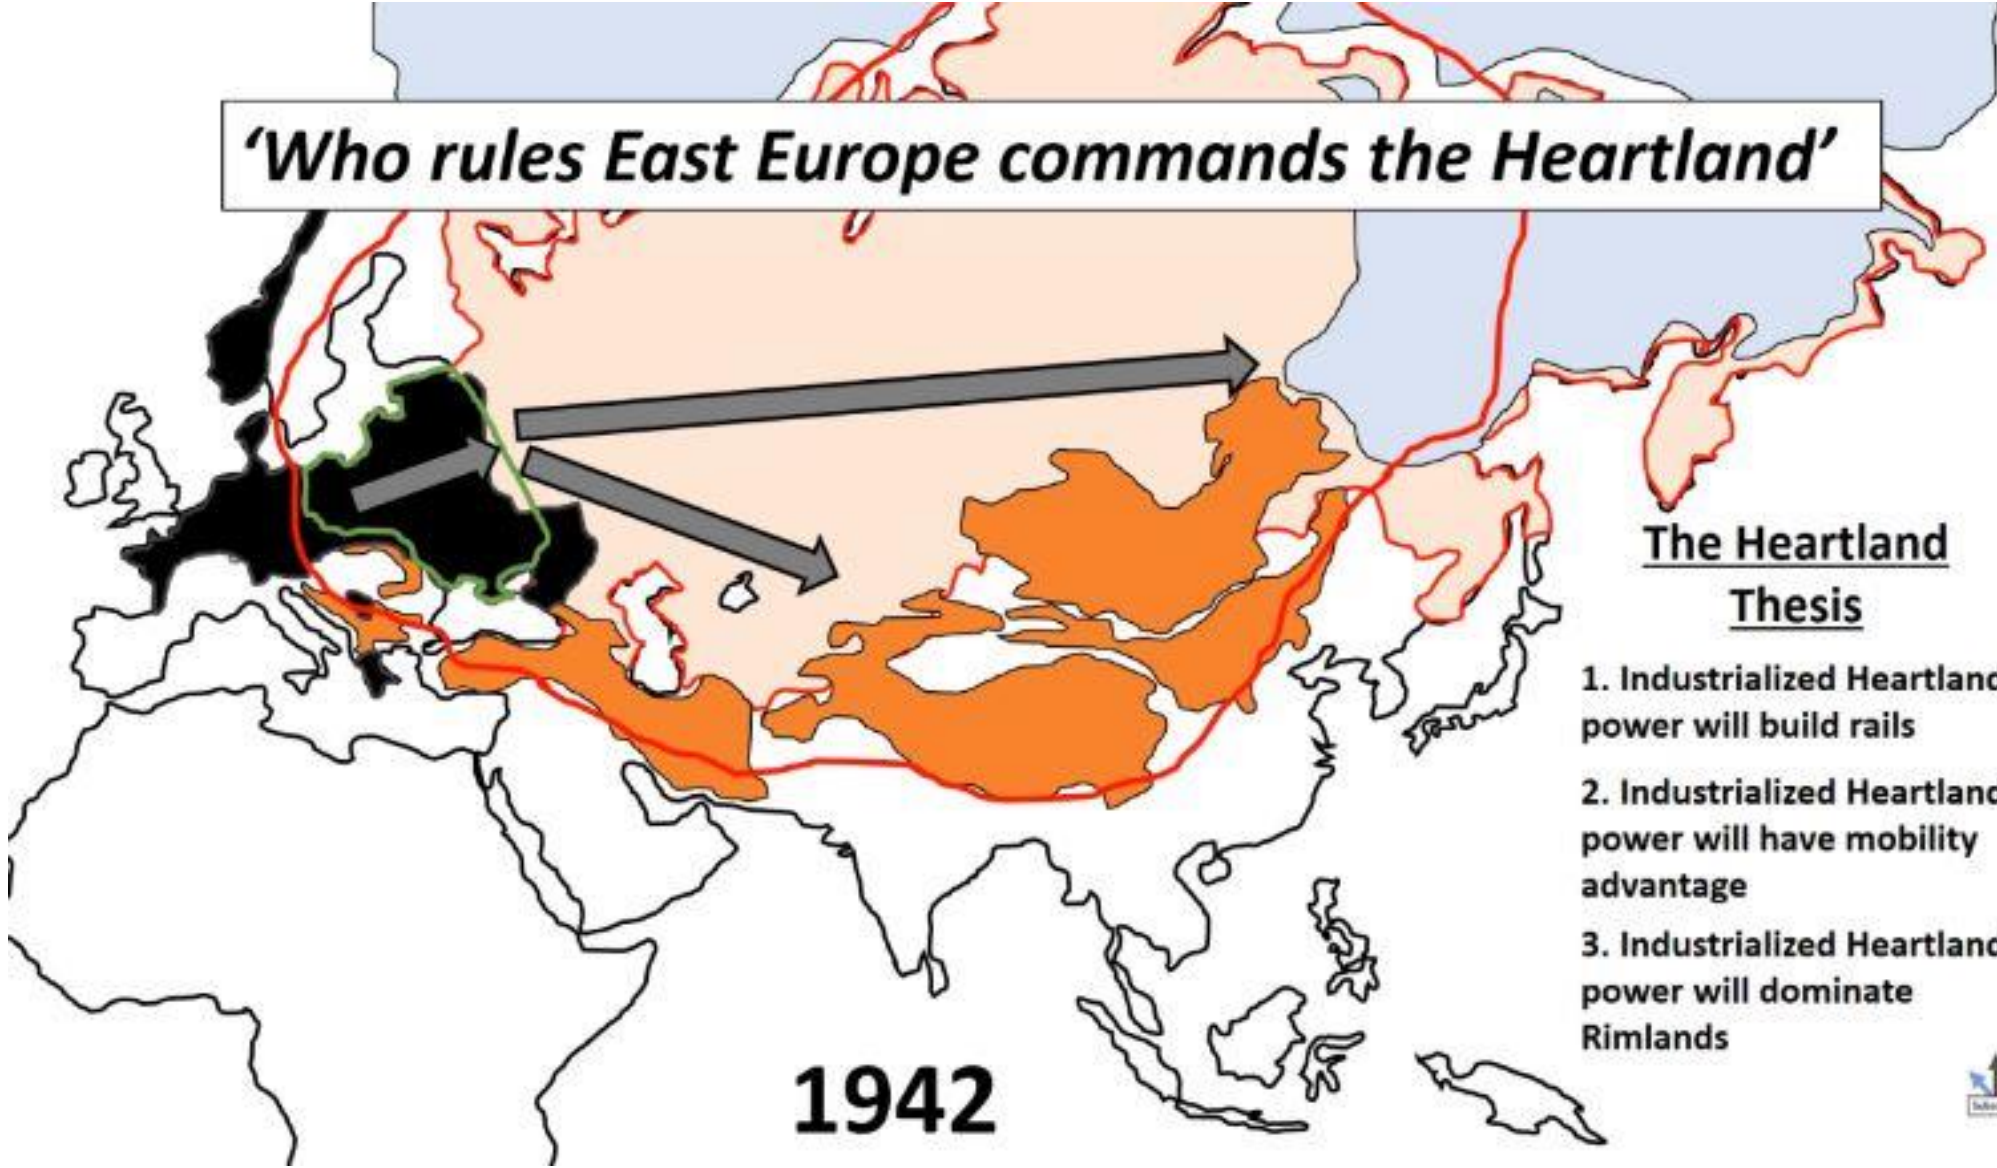 ‘Who rules East Europe commands the Heartland’
The Heartland
Thesis
1. Industrialized Heartland
power will build rails
2. Industrialized Heartland
power will have mobility
advantage
3. Industrialized Heartland
power will dominate
Rimlands
1942